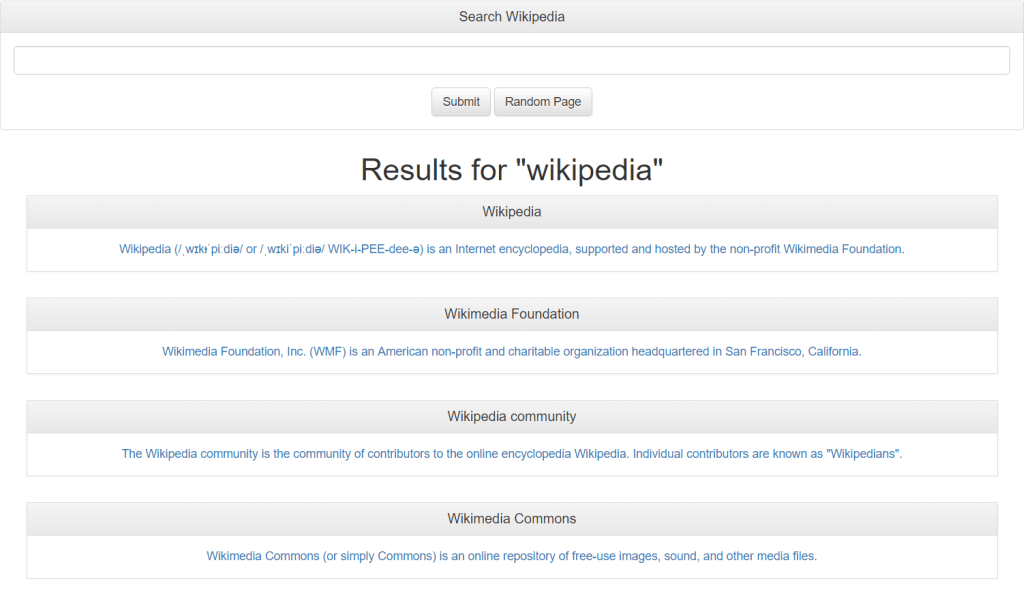 Search Wikipedia
Submit
Random Page
Results for "wikipedia"
Wikipedia
Wikipedia (/ˌwɪkɨˈpiːdiə/ or /ˌwɪkiˈpiːdiə/ WIK-i-PEE-dee-ə) is an Internet encyclopedia, supported and hosted by the non-profit Wikimedia Foundation.
Wikimedia Foundation
Wikimedia Foundation, Inc. (WMF) is an American non-profit and charitable organization headquartered in San Francisco, California.
Wikipedia community
The Wikipedia community is the community of contributors to the online encyclopedia Wikipedia. Individual contributors are known as "Wikipedians".
Wikimedia Commons
Wikimedia Commons (or simply Commons) is an online repository of free-use images, sound, and other media files.